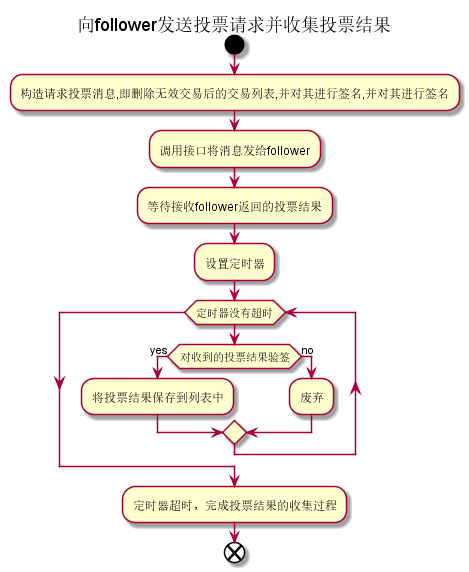 向follower发送投票请求并收集投票结果
构造请求投票消息,即删除无效交易后的交易列表,并对其进行签名,并对其进行签名
调用接口将消息发给follower
等待接收follower返回的投票结果
设置定时器
定时器没有超时
yes
对收到的投票结果验签
no
将投票结果保存到列表中
废弃
定时器超时，完成投票结果的收集过程